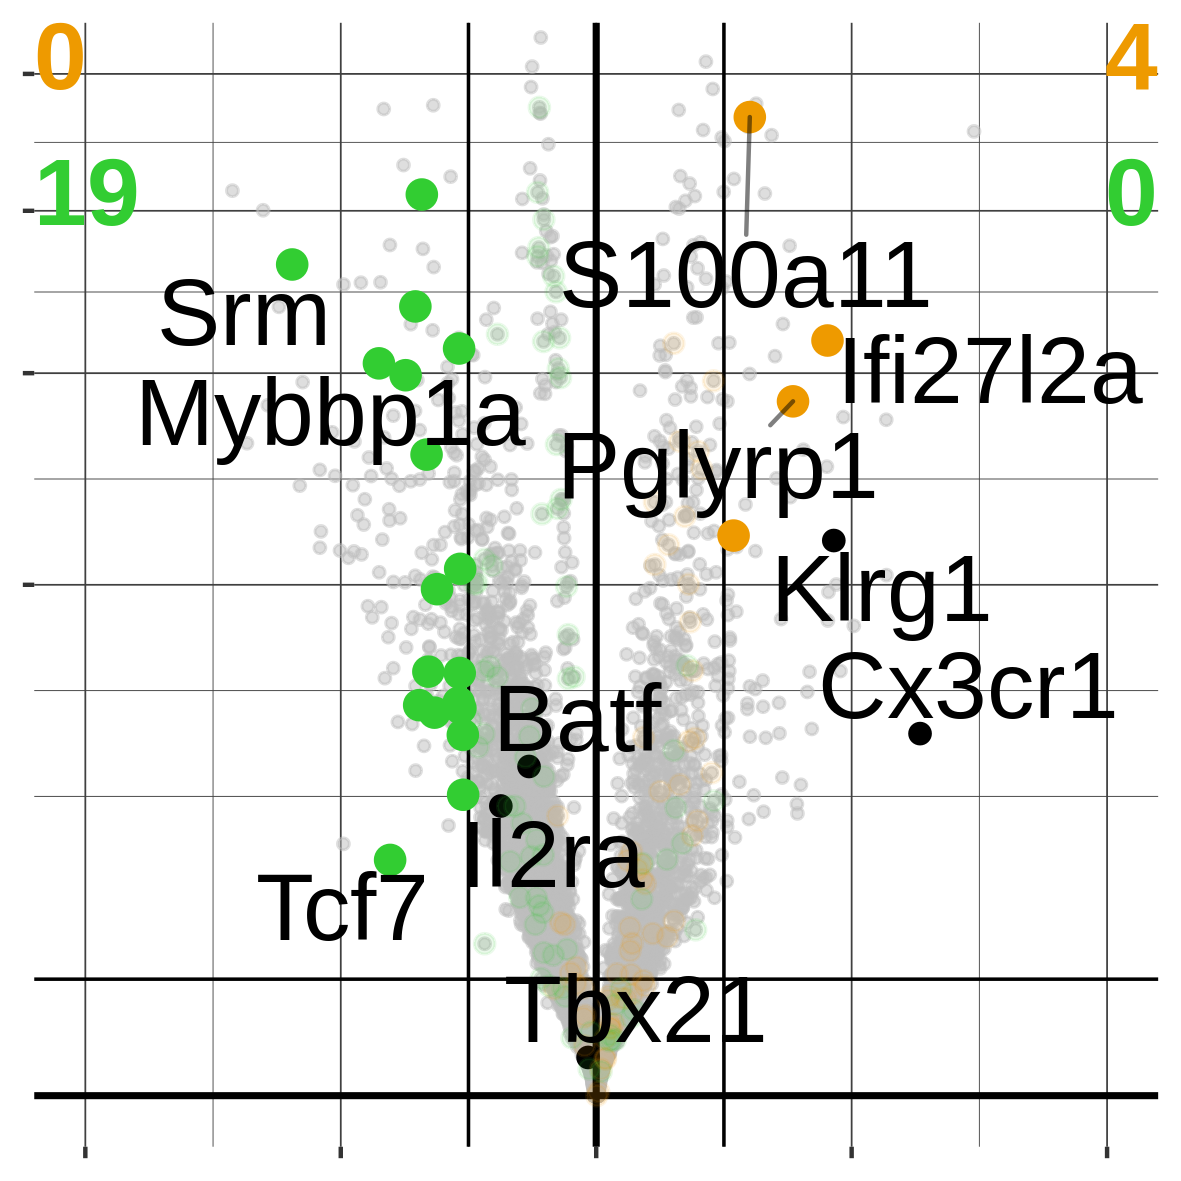 0
4
19
0
S100a11
Srm
Ifi27l2a
Mybbp1a
Pglyrp1
Klrg1
Cx3cr1
Batf
Il2ra
Tcf7
Tbx21